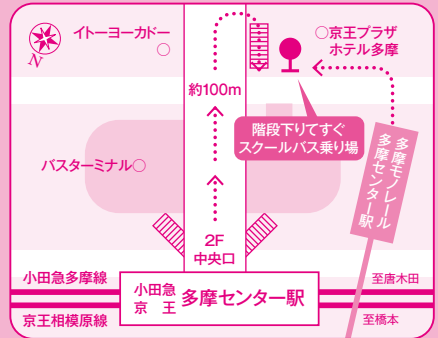 N
イトーヨーカドー
京王プラザ
ホテル多摩
約100m
階段下りてすぐ
スクールバス乗り場
バスターミナル
多摩モノレール
多摩センター駅
2F
中央口
小田急多摩線
小田急
京王
多摩センター駅
至唐木田
京王相模原線
至橋本